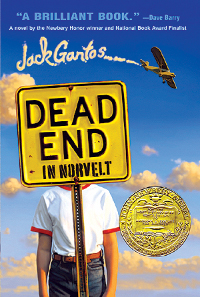 "A BRILLIANT BOOK." —Dave Barry
A novel by the Newbery Honor winner and National Book Award Finalist
Jack Gantos
DEAD
END
IN NORVELT